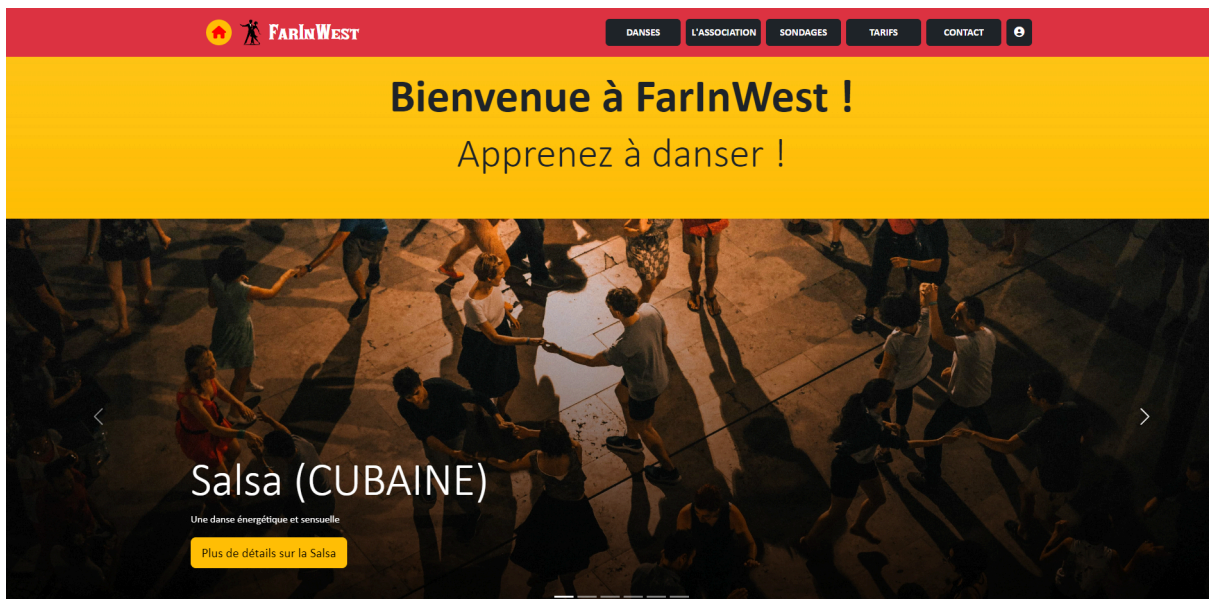 FarInWest
DANSES
L'ASSOCIATION
SONDAGES
TARIFS
CONTACT
Bienvenue à FarInWest !
Apprenez à danser !
Salsa (CUBAINE)
Une danse énergétique et sensuelle
Plus de détails sur la Salsa